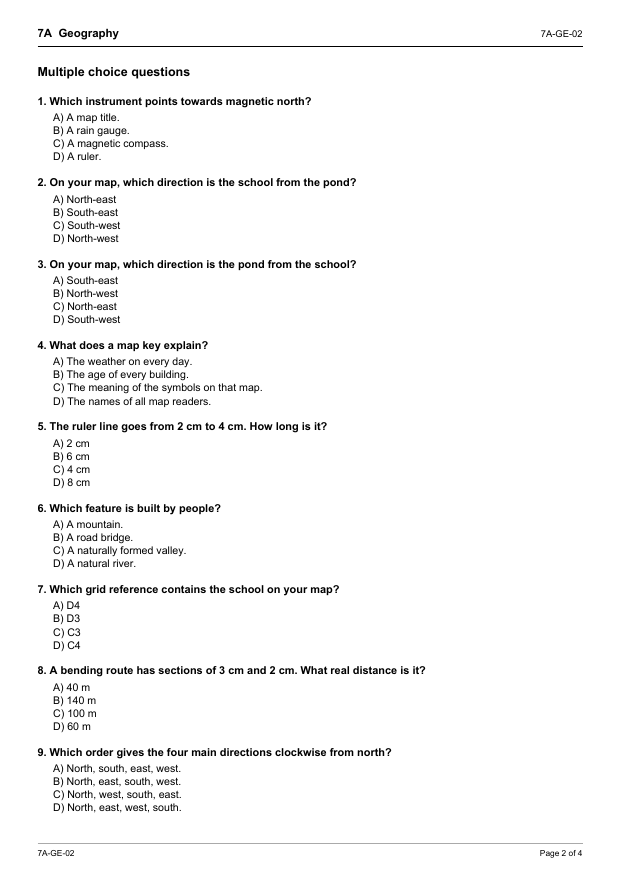 7A Geography
7A-GE-02
Multiple choice questions
1. Which instrument points towards magnetic north?
A) A map title.
B) A rain gauge.
C) A magnetic compass.
D) A ruler.
2. On your map, which direction is the school from the pond?
A) North-east
B) South-east
C) South-west
D) North-west
3. On your map, which direction is the pond from the school?
A) South-east
B) North-west
C) North-east
D) South-west
4. What does a map key explain?
A) The weather on every day.
B) The age of every building.
C) The meaning of the symbols on that map.
D) The names of all map readers.
5. The ruler line goes from 2 cm to 4 cm. How long is it?
A) 2 cm
B) 6 cm
C) 4 cm
D) 8 cm
6. Which feature is built by people?
A) A mountain.
B) A road bridge.
C) A naturally formed valley.
D) A natural river.
7. Which grid reference contains the school on your map?
A) D4
B) D3
C) C3
D) C4
8. A bending route has sections of 3 cm and 2 cm. What real distance is it?
A) 40 m
B) 140 m
C) 100 m
D) 60 m
9. Which order gives the four main directions clockwise from north?
A) North, south, east, west.
B) North, east, south, west.
C) North, west, south, east.
D) North, east, west, south.
7A-GE-02
Page 2 of 4